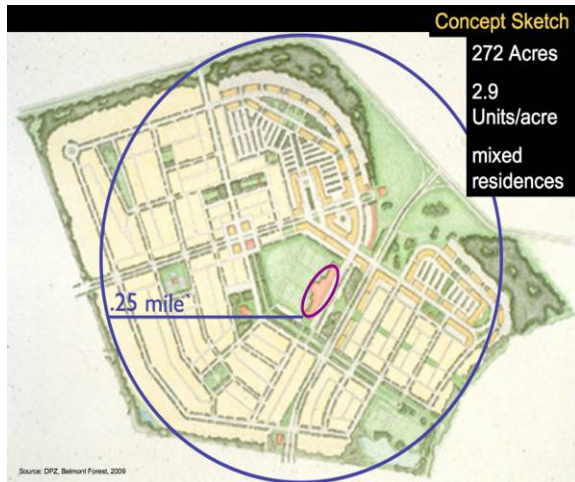 Concept Sketch
272 Acres
2.9
Units/acre
mixed
residences
.25 mile
Source: DPZ, Belmont Forest, 2009